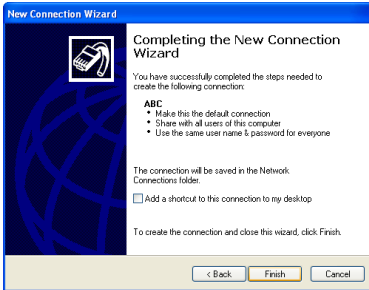 New Connection Wizard
Completing the New Connection
Wizard
You have successfully completed the steps needed to
create the following connection:
ABC
• Make this the default connection
• Share with all users of this computer
• Use the same user name & password for everyone
The connection will be saved in the Network
Connections folder.
Add a shortcut to this connection to my desktop
To create the connection and close this wizard, click Finish.
< Back Finish Cancel